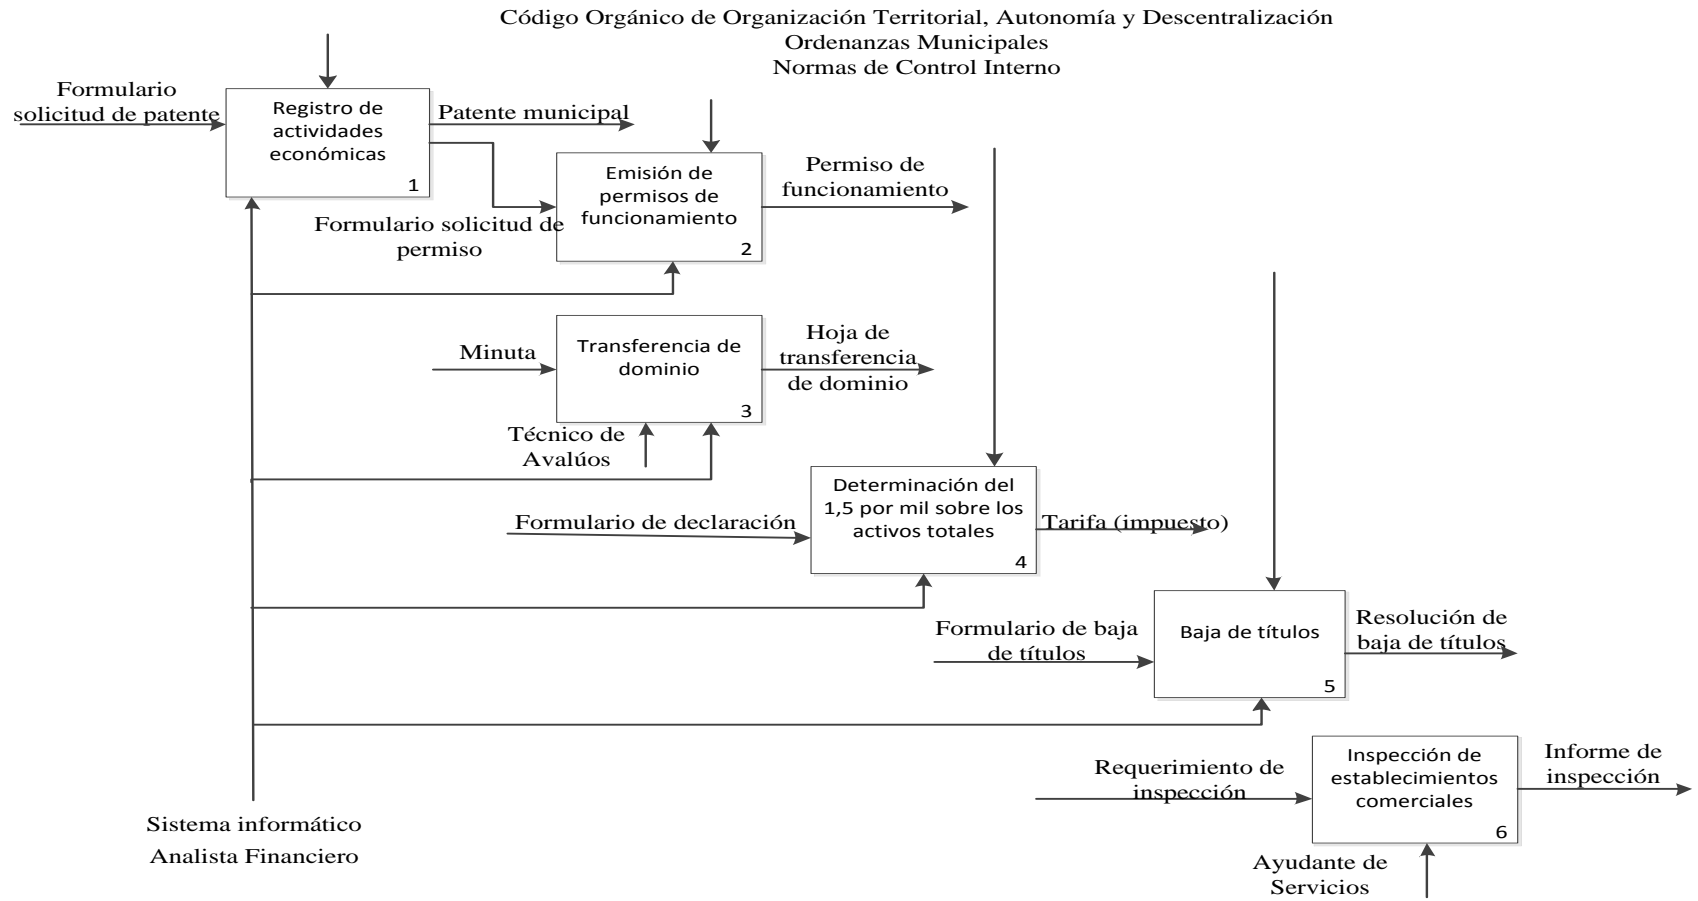 Código Orgánico de Organización Territorial, Autonomía y Descentralización
Ordenanzas Municipales
Normas de Control Interno
Formulario
solicitud de patente
Registro de
actividades
económicas
1
Patente municipal
Emisión de
permisos de
funcionamiento
2
Permiso de
funcionamiento
Formulario solicitud de
permiso
Minuta
Transferencia de
dominio
3
Hoja de
transferencia
de dominio
Técnico de
Avalúos
Formulario de declaración
Determinación del
1,5 por mil sobre los
activos totales
4
Tarifa (impuesto)
Formulario de baja
de títulos
Baja de títulos
5
Resolución de
baja de títulos
Requerimiento de
inspección
Inspección de
establecimientos
comerciales
6
Informe de
inspección
Sistema informático
Analista Financiero
Ayudante de
Servicios